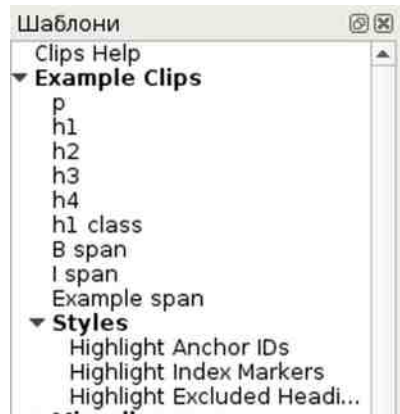 Шаблони
Clips Help
Example Clips
p
h1
h2
h3
h4
h1 class
B span
I span
Example span
Styles
Highlight Anchor IDs
Highlight Index Markers
Highlight Excluded Headi...